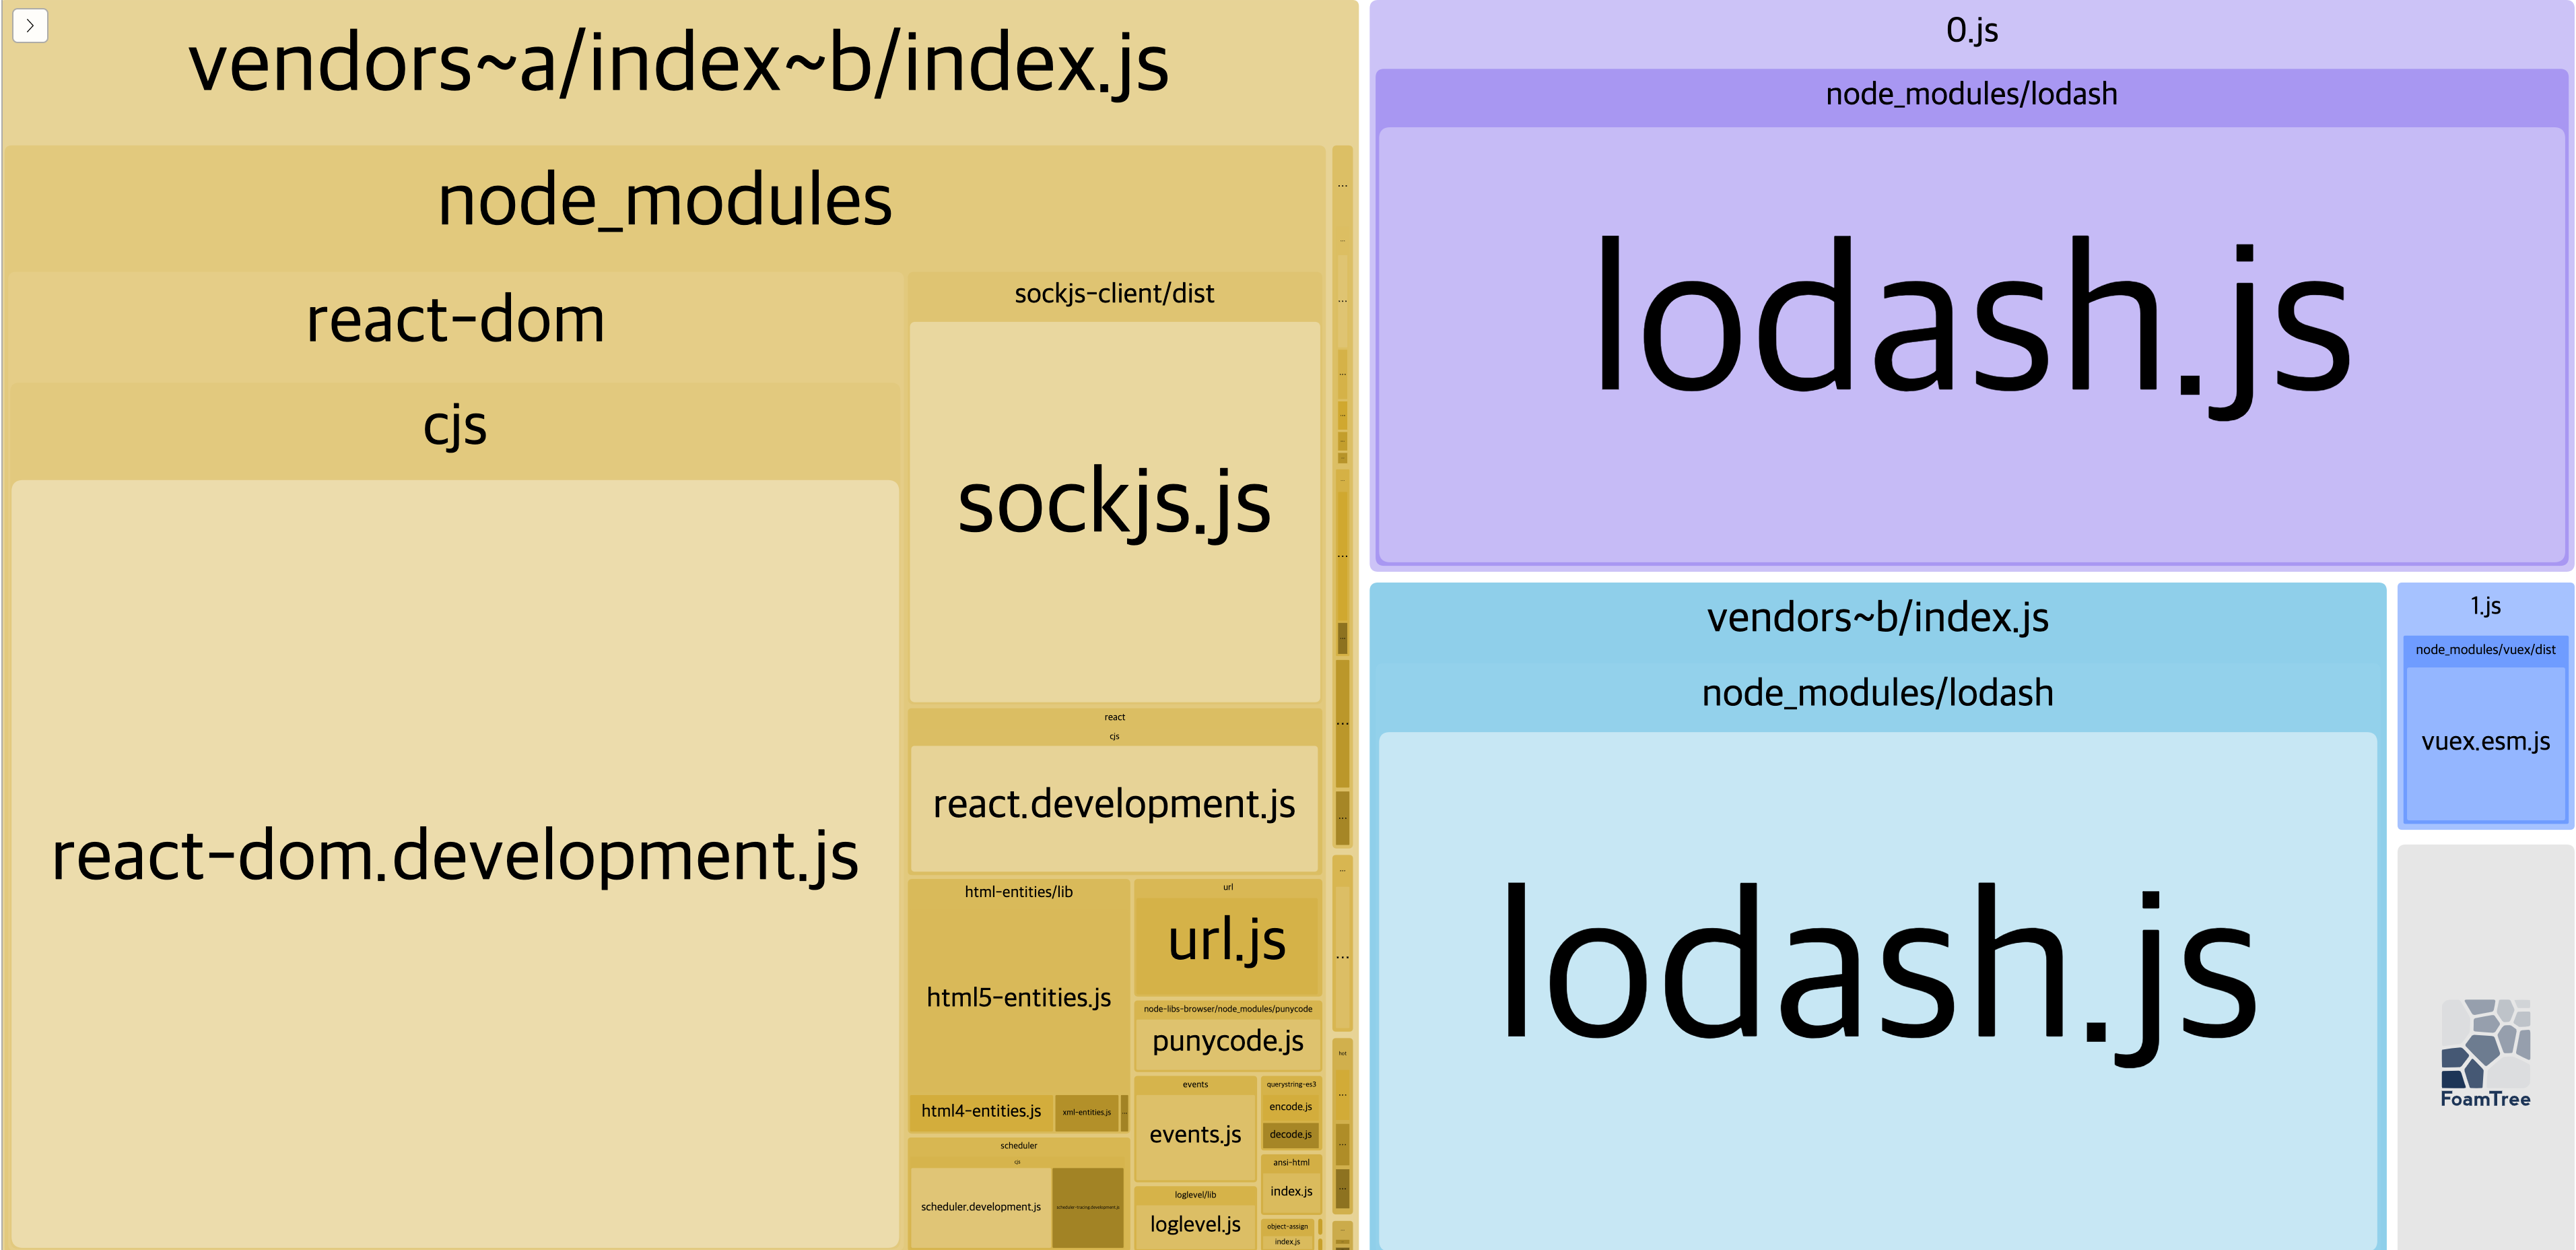 vendors~a/index~b/index.js
node_modules
react-dom
cjs
react-dom.development.js
sockjs-client/dist
sockjs.js
react
cjs
react.development.js
html-entities/lib
html5-entities.js
html4-entities.js
xml-entities.js
...
scheduler
cjs
scheduler.development.js
scheduler-tracing.development.js
url
url.js
node-libs-browser/node_modules/punycode
punycode.js
events
events.js
querystring-es3
encode.js
decode.js
ansi-html
index.js
loglevel/lib
loglevel.js
object-assign
index.js
hot
0.js
node_modules/lodash
lodash.js
vendors~b/index.js
node_modules/lodash
lodash.js
1.js
node_modules/vuex/dist
vuex.esm.js
FoamTree